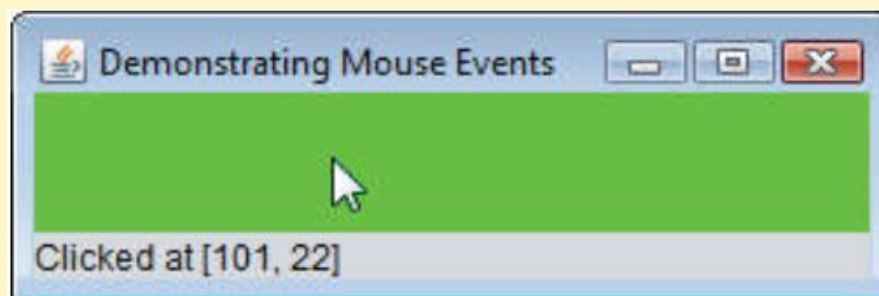 Demonstrating Mouse Events
Clicked at [101, 22]